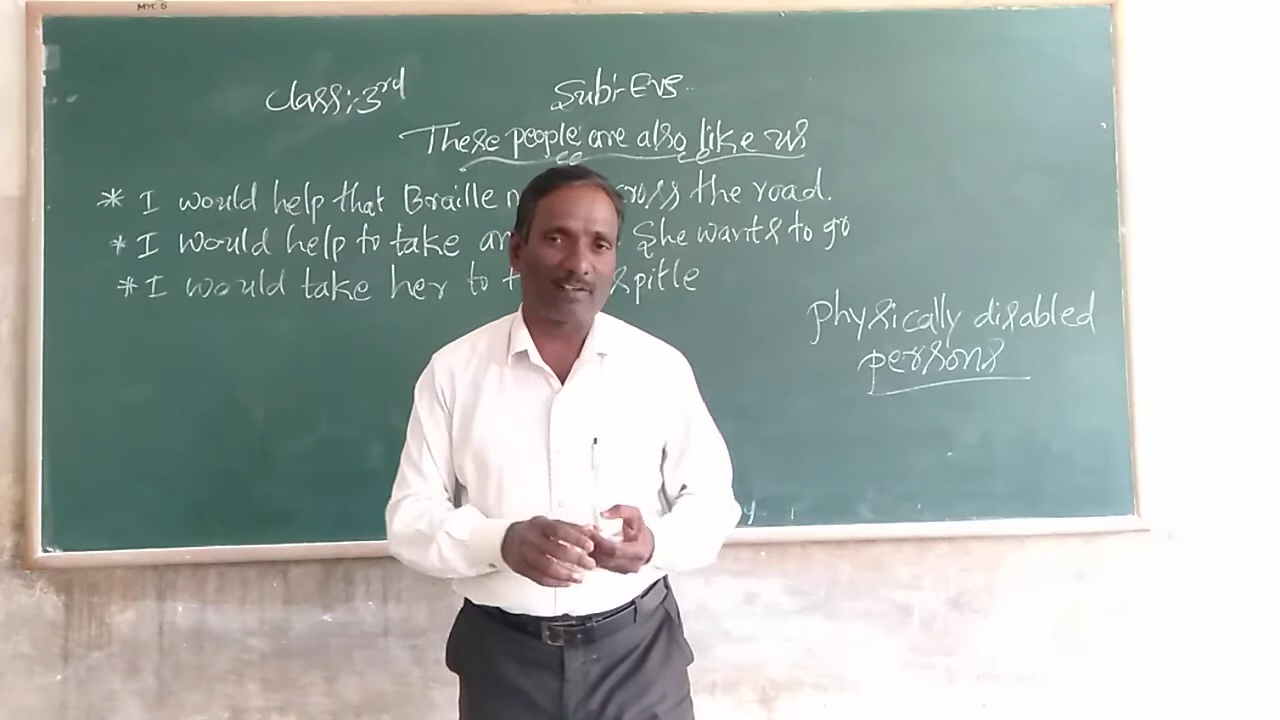 MYC 5
Class:- 3rd Sub:- Evs
These people are also like us
* I would help that Braille the road.
* I would help to take She wants to go
* I would take her to
physically disabled
persons